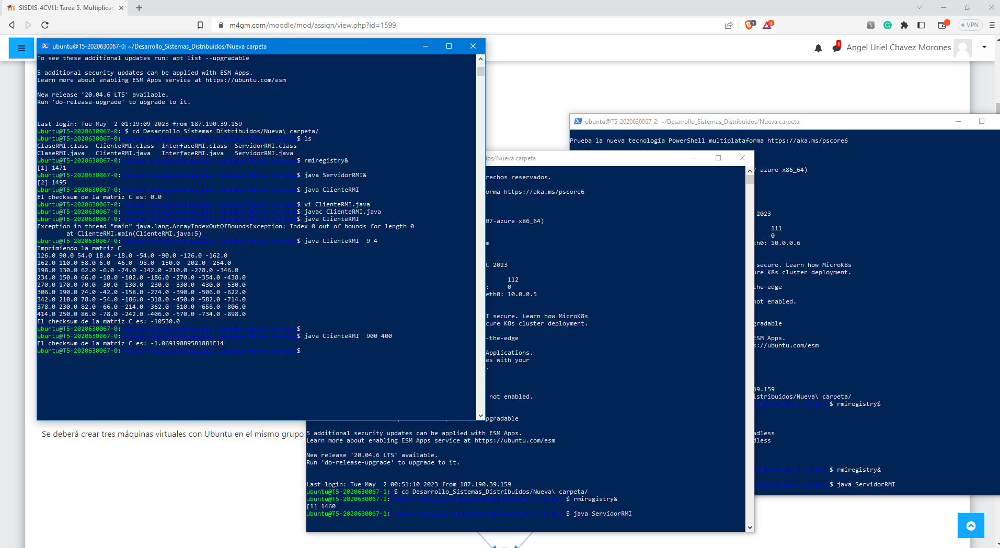 SISDIS-4CV11: Tarea 5. Multiplicac
m4gm.com/moodle/mod/assign/view.php?id=1599
1
3
VPN
1
Angel Uriel Chavez Morones
ubuntu@T5-2020630067-0: ~/Desarrollo_Sistemas_Distribuidos/Nueva carpeta
To see these additional updates run: apt list --upgradable
5 additional security updates can be applied with ESM Apps.
Learn more about enabling ESM Apps service at https://ubuntu.com/esm
New release '20.04.6 LTS' available.
Run 'do-release-upgrade' to upgrade to it.
Last login: Tue May  2 01:19:09 2023 from 187.190.39.159
ubuntu@T5-2020630067-0:~$ cd Desarrollo_Sistemas_Distribuidos/Nueva\ carpeta/
ubuntu@T5-2020630067-0:~/Desarrollo_Sistemas_Distribuidos/Nueva carpeta$ ls
ClaseRMI.class  ClienteRMI.class  InterfaceRMI.class  ServidorRMI.class
ClaseRMI.java   ClienteRMI.java   InterfaceRMI.java   ServidorRMI.java
ubuntu@T5-2020630067-0:~/Desarrollo_Sistemas_Distribuidos/Nueva carpeta$ rmiregistry&
[1] 1471
ubuntu@T5-2020630067-0:~/Desarrollo_Sistemas_Distribuidos/Nueva carpeta$ java ServidorRMI&
[2] 1495
ubuntu@T5-2020630067-0:~/Desarrollo_Sistemas_Distribuidos/Nueva carpeta$ java ClienteRMI
El checksum de la matriz C es: 0.0
ubuntu@T5-2020630067-0:~/Desarrollo_Sistemas_Distribuidos/Nueva carpeta$ vi ClienteRMI.java
ubuntu@T5-2020630067-0:~/Desarrollo_Sistemas_Distribuidos/Nueva carpeta$ javac ClienteRMI.java
ubuntu@T5-2020630067-0:~/Desarrollo_Sistemas_Distribuidos/Nueva carpeta$ java ClienteRMI
Exception in thread "main" java.lang.ArrayIndexOutOfBoundsException: Index 0 out of bounds for length 0
        at ClienteRMI.main(ClienteRMI.java:5)
ubuntu@T5-2020630067-0:~/Desarrollo_Sistemas_Distribuidos/Nueva carpeta$ java ClienteRMI  9 4
Imprimiendo la matriz C
126.0 90.0 54.0 18.0 -18.0 -54.0 -90.0 -126.0 -162.0
162.0 110.0 58.0 6.0 -46.0 -98.0 -150.0 -202.0 -254.0
198.0 130.0 62.0 -6.0 -74.0 -142.0 -210.0 -278.0 -346.0
234.0 150.0 66.0 -18.0 -102.0 -186.0 -270.0 -354.0 -438.0
270.0 170.0 70.0 -30.0 -130.0 -230.0 -330.0 -430.0 -530.0
306.0 190.0 74.0 -42.0 -158.0 -274.0 -390.0 -506.0 -622.0
342.0 210.0 78.0 -54.0 -186.0 -318.0 -450.0 -582.0 -714.0
378.0 230.0 82.0 -66.0 -214.0 -362.0 -510.0 -658.0 -806.0
414.0 250.0 86.0 -78.0 -242.0 -406.0 -570.0 -734.0 -898.0
El checksum de la matriz C es: -10530.0
ubuntu@T5-2020630067-0:~/Desarrollo_Sistemas_Distribuidos/Nueva carpeta$
ubuntu@T5-2020630067-0:~/Desarrollo_Sistemas_Distribuidos/Nueva carpeta$ java ClienteRMI  900 400
El checksum de la matriz C es: -1.06919889581881E14
ubuntu@T5-2020630067-0:~/Desarrollo_Sistemas_Distribuidos/Nueva carpeta$
Se deberá crear tres máquinas virtuales con Ubuntu en el mismo grupo
dos/Nueva carpeta
rechos reservados.
orma https://aka.ms/pscore6
07-azure x86_64)
m
C 2023
112
:     0
eth0: 10.0.0.5
T secure. Learn how MicroK8s
cure K8s cluster deployment.
-the-edge
Applications.
es with your
.
not enabled.
pgradable
5 additional security updates can be applied with ESM Apps.
Learn more about enabling ESM Apps service at https://ubuntu.com/esm
New release '20.04.6 LTS' available.
Run 'do-release-upgrade' to upgrade to it.
Last login: Tue May  2 00:51:10 2023 from 187.190.39.159
ubuntu@T5-2020630067-1:~$ cd Desarrollo_Sistemas_Distribuidos/Nueva\ carpeta/
ubuntu@T5-2020630067-1:~/Desarrollo_Sistemas_Distribuidos/Nueva carpeta$ rmiregistry&
[1] 1460
ubuntu@T5-2020630067-1:~/Desarrollo_Sistemas_Distribuidos/Nueva carpeta$ java ServidorRMI
ubuntu@T5-2020630067-2: ~/Desarrollo_Sistemas_Distribuidos/Nueva carpeta
Prueba la nueva tecnología PowerShell multiplataforma https://aka.ms/pscore6
7-azure x86_64)
2023
111
0
th0: 10.0.0.6
secure. Learn how MicroK8s
ure K8s cluster deployment.
the-edge
not enabled.
gradable
ESM Apps.
s://ubuntu.com/esm
39.159
istribuidos/Nueva\ carpeta/
buidos/Nueva carpeta$ rmiregistry$
adless
dless
buidos/Nueva carpeta$ rmiregistry&
buidos/Nueva carpeta$ java ServidorRMI